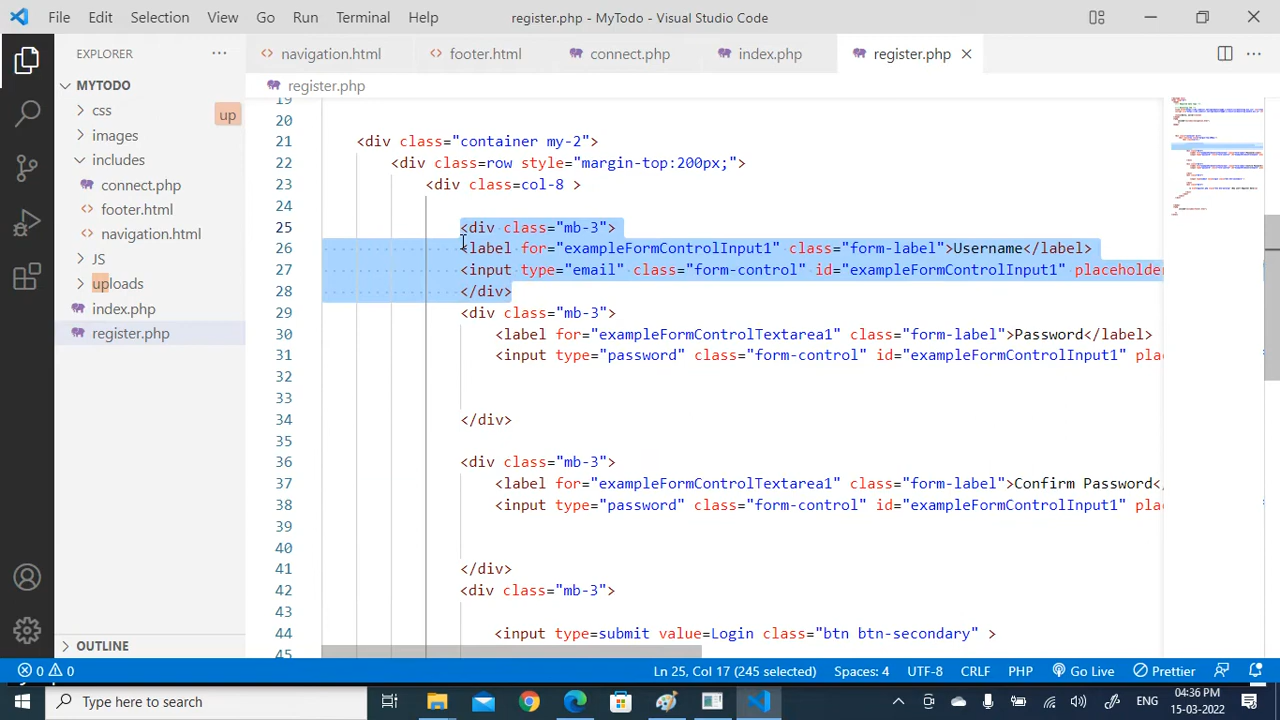 File Edit Selection View Go Run Terminal Help register.php - MyTodo - Visual Studio Code
EXPLORER
navigation.html footer.html connect.php index.php register.php
MYTODO
css
images
includes
connect.php
footer.html
navigation.html
JS
uploads
index.php
register.php
OUTLINE
up
register.php
19
20
21 <div class="container my-2">
22 <div class=row style="margin-top:200px;">
23 <div class=col-8 >
24
25 <div class="mb-3">
26 <label for="exampleFormControlInput1" class="form-label">Username</label>
27 <input type="email" class="form-control" id="exampleFormControlInput1" placeholder
28 </div>
29 <div class="mb-3">
30 <label for="exampleFormControlTextarea1" class="form-label">Password</label>
31 <input type="password" class="form-control" id="exampleFormControlInput1" plac
32
33
34 </div>
35
36 <div class="mb-3">
37 <label for="exampleFormControlTextarea1" class="form-label">Confirm Password<
38 <input type="password" class="form-control" id="exampleFormControlInput1" plac
39
40
41 </div>
42 <div class="mb-3">
43
44 <input type=submit value=Login class="btn btn-secondary" >
45
0 0 Ln 25, Col 17 (245 selected) Spaces: 4 UTF-8 CRLF PHP Go Live Prettier
Type here to search
ENG
04:36 PM
15-03-2022